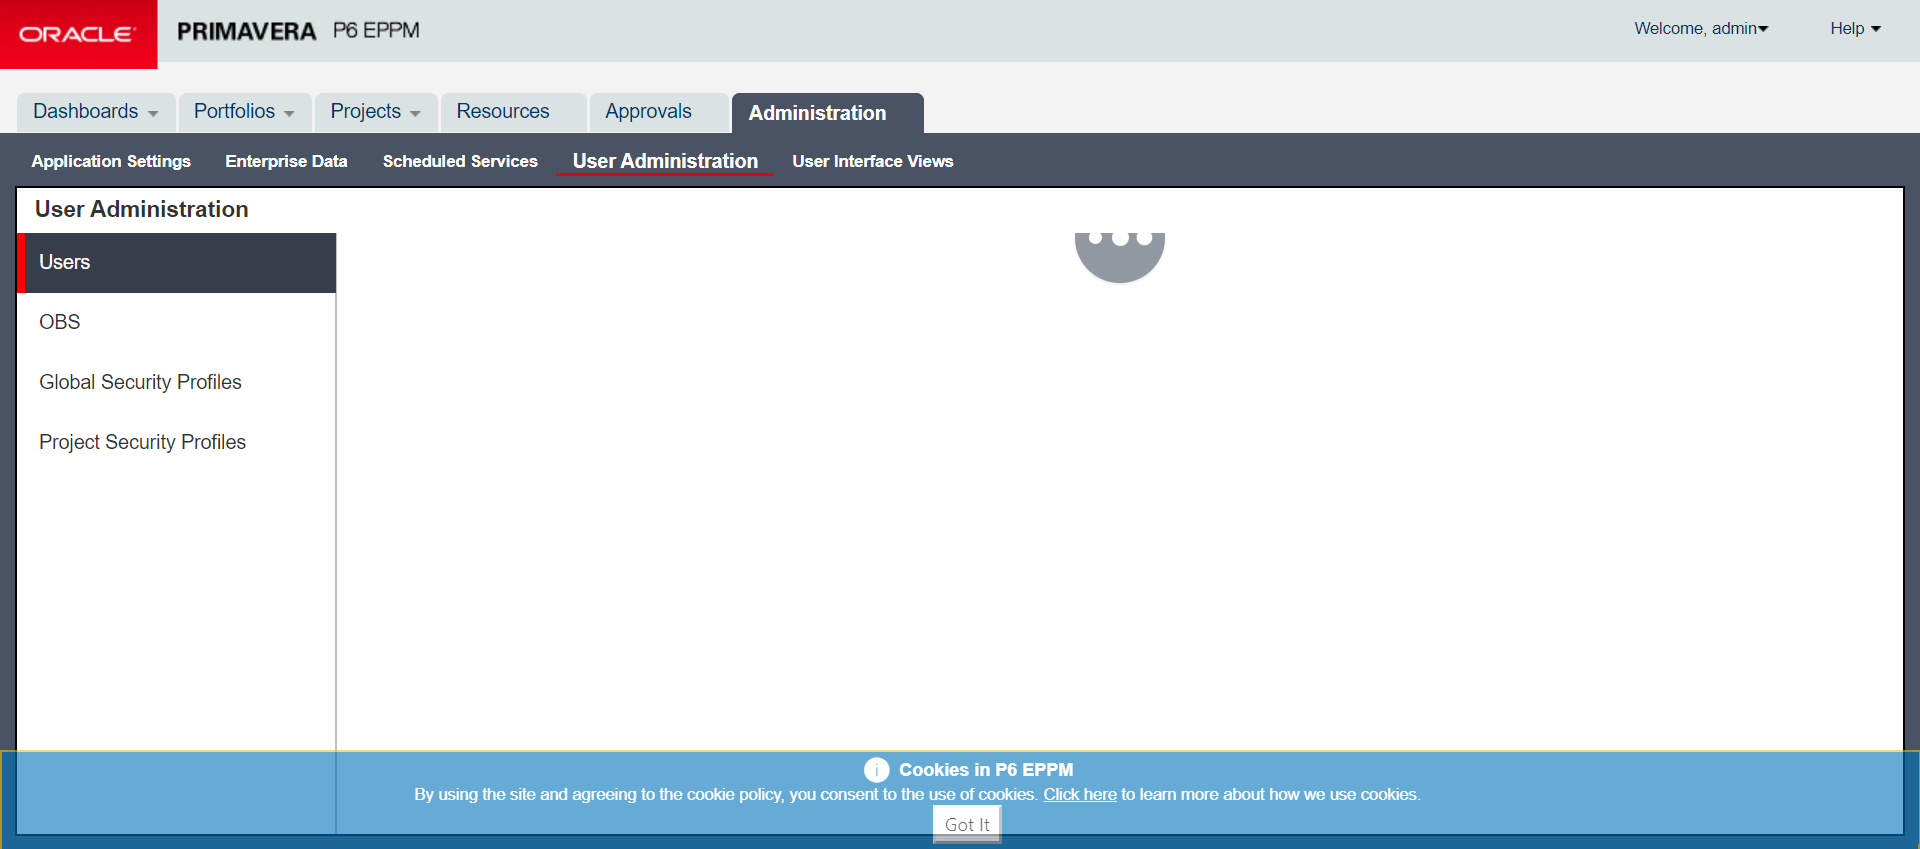 ORACLE PRIMAVERA P6 EPPM Welcome, admin Help
Dashboards Portfolios Projects Resources Approvals Administration
Application Settings Enterprise Data Scheduled Services User Administration User Interface Views
User Administration
Users
OBS
Global Security Profiles
Project Security Profiles
i Cookies in P6 EPPM
By using the site and agreeing to the cookie policy, you consent to the use of cookies. Click here to learn more about how we use cookies.
Got It